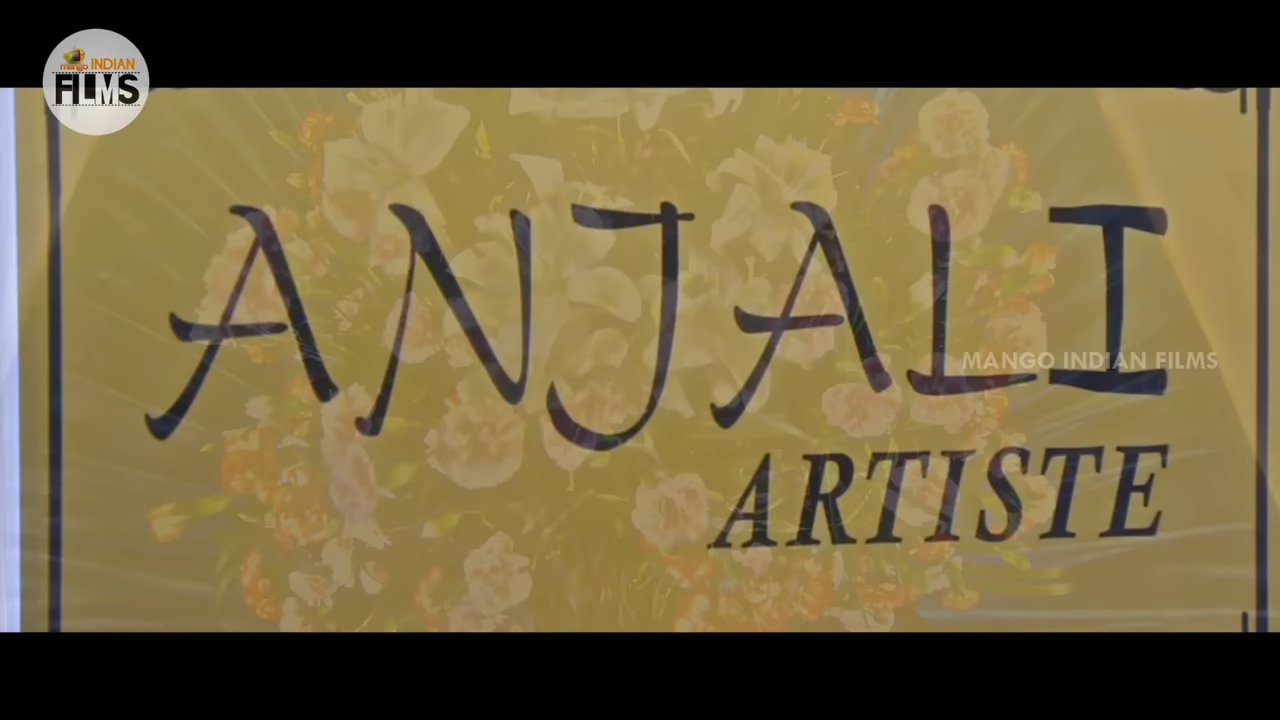 mango INDIAN
FILMS
ANJALI
MANGO INDIAN FILMS
ARTISTE